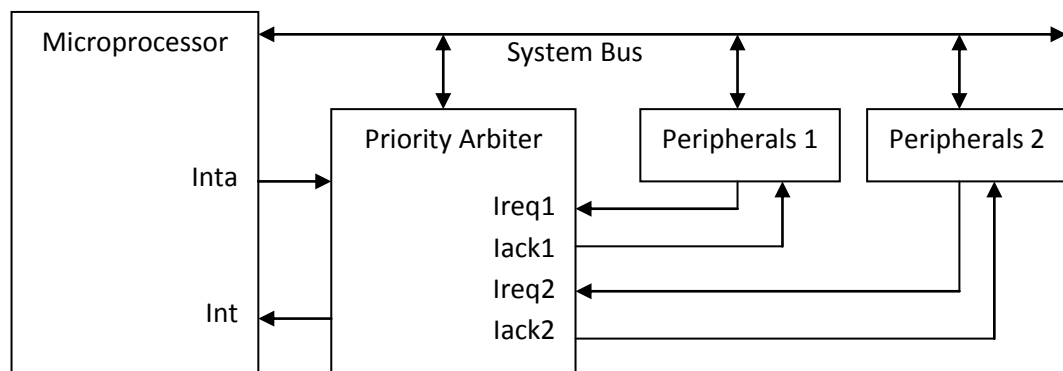 Microprocessor
System Bus
Priority Arbiter
Peripherals 1
Peripherals 2
Inta
Ireq1
Iack1
Ireq2
Int
Iack2